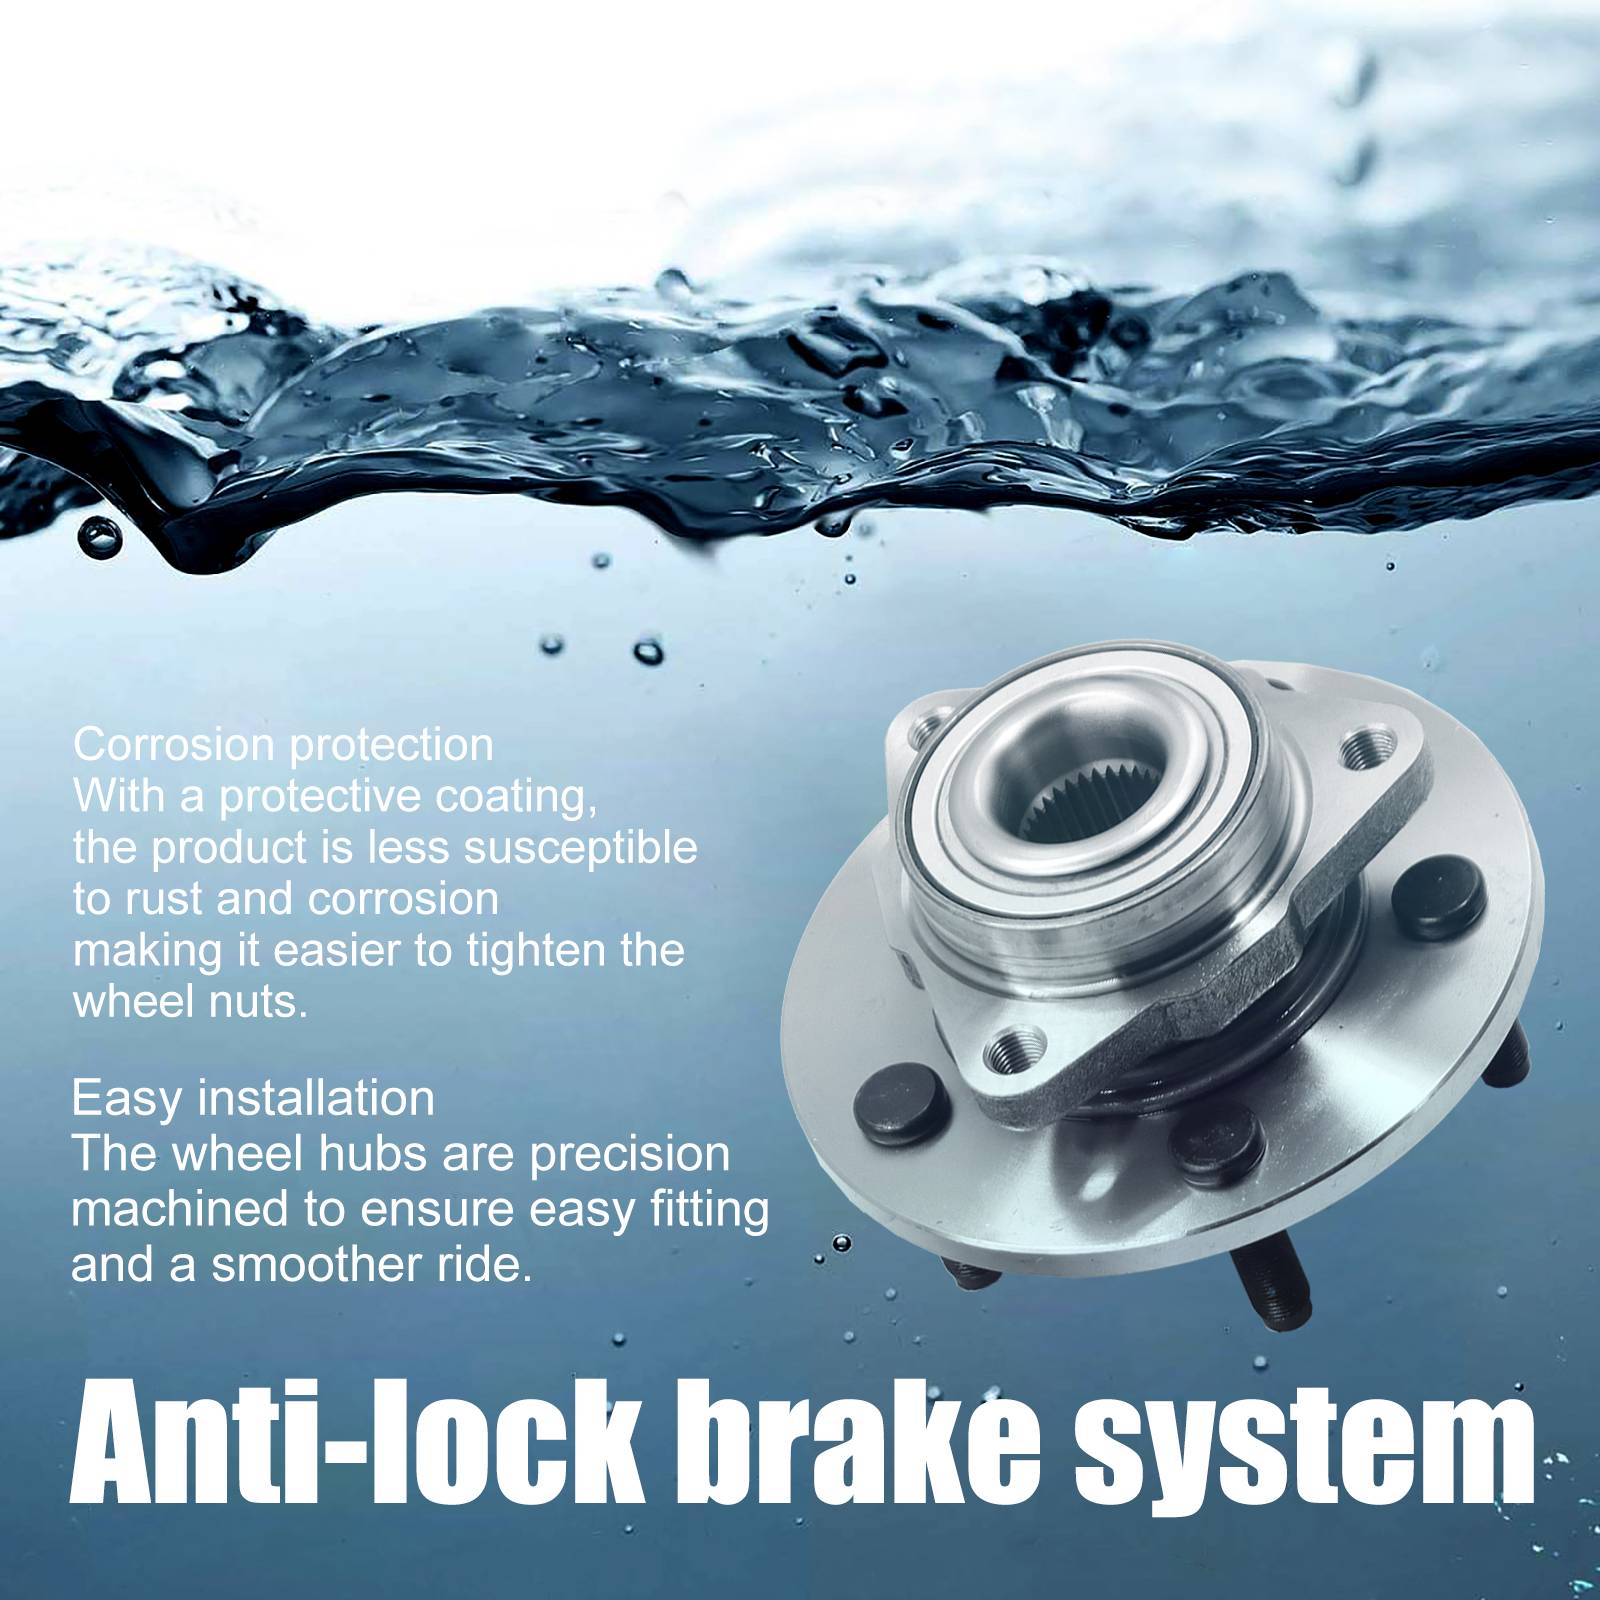 Corrosion protection
With a protective coating,
the product is less susceptible
to rust and corrosion
making it easier to tighten the
wheel nuts.
Easy installation
The wheel hubs are precision
machined to ensure easy fitting
and a smoother ride.
Anti-lock brake system